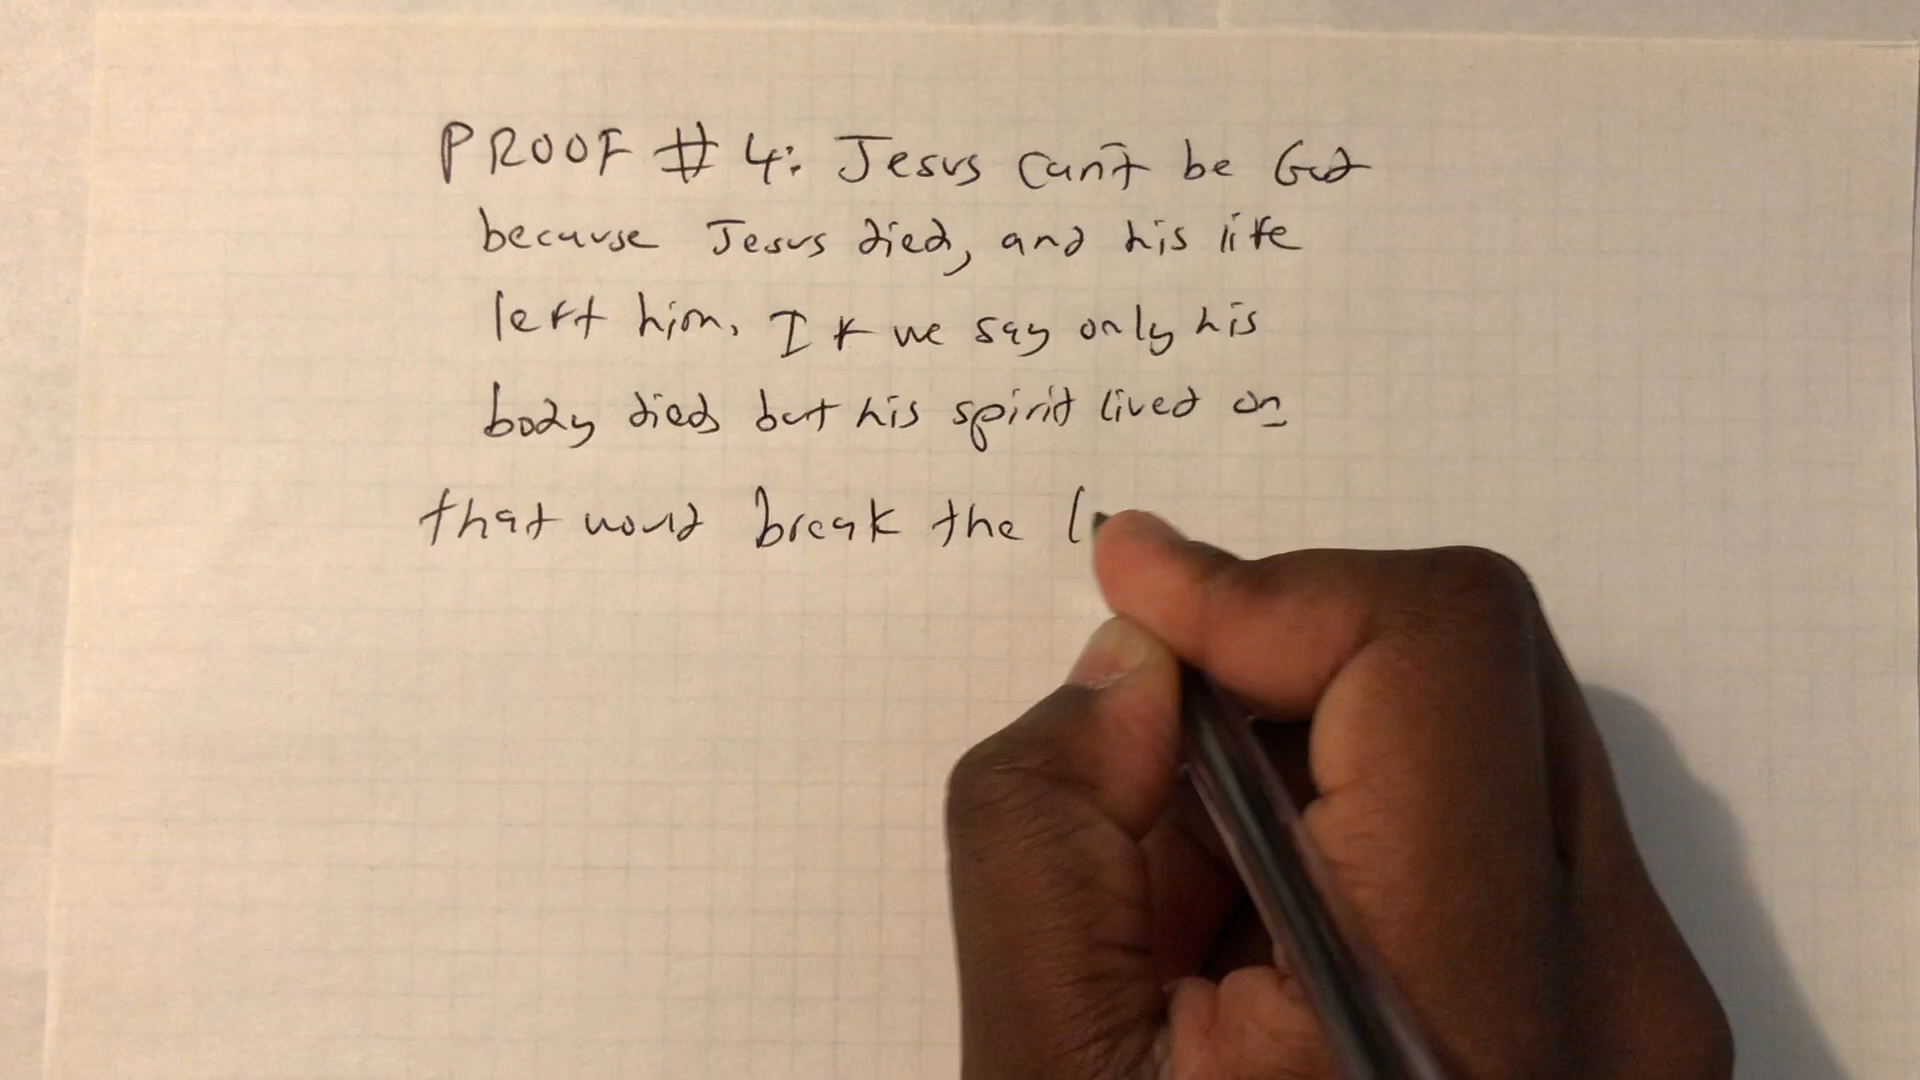 PROOF # 4: Jesus can't be God
because Jesus died, and his life
left him. If we say only his
body died but his spirit lived on
that would break the l